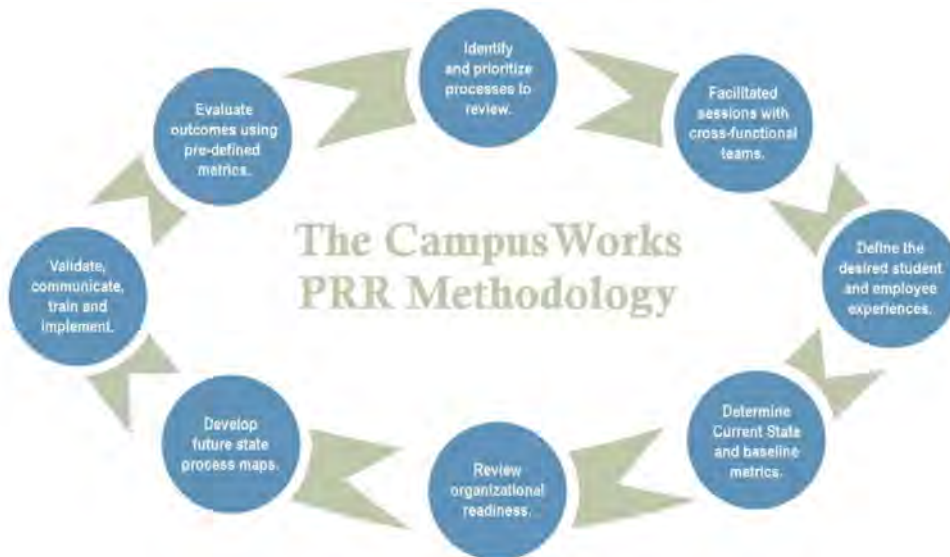 The CampusWorks
PRR Methodology
Identify
and prioritize
processes to
review.
Facilitated
sessions with
cross-functional
teams.
Define the
desired student
and employee
experiences.
Determine
Current State
and baseline
metrics.
Review
organizational
readiness.
Develop
future state
process maps.
Validate,
communicate,
train and
implement.
Evaluate
outcomes using
pre-defined
metrics.